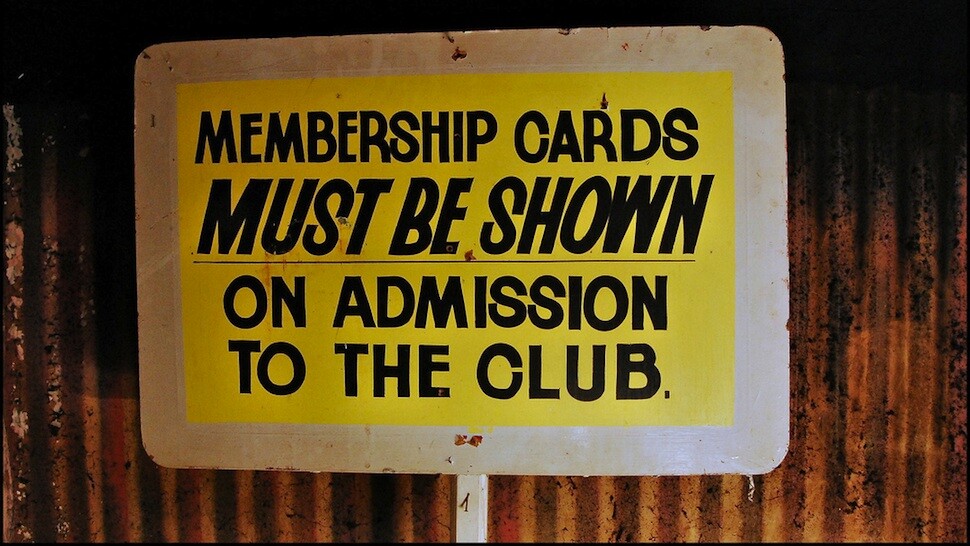 MEMBERSHIP CARDS
MUST BE SHOWN
ON ADMISSION
TO THE CLUB.